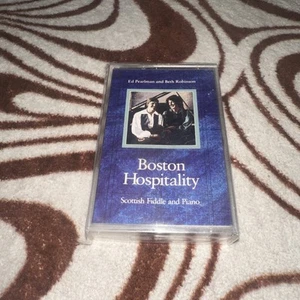 Ed Pearlman and Beth Robinson
Boston
Hospitality
Scottish Fiddle and Piano